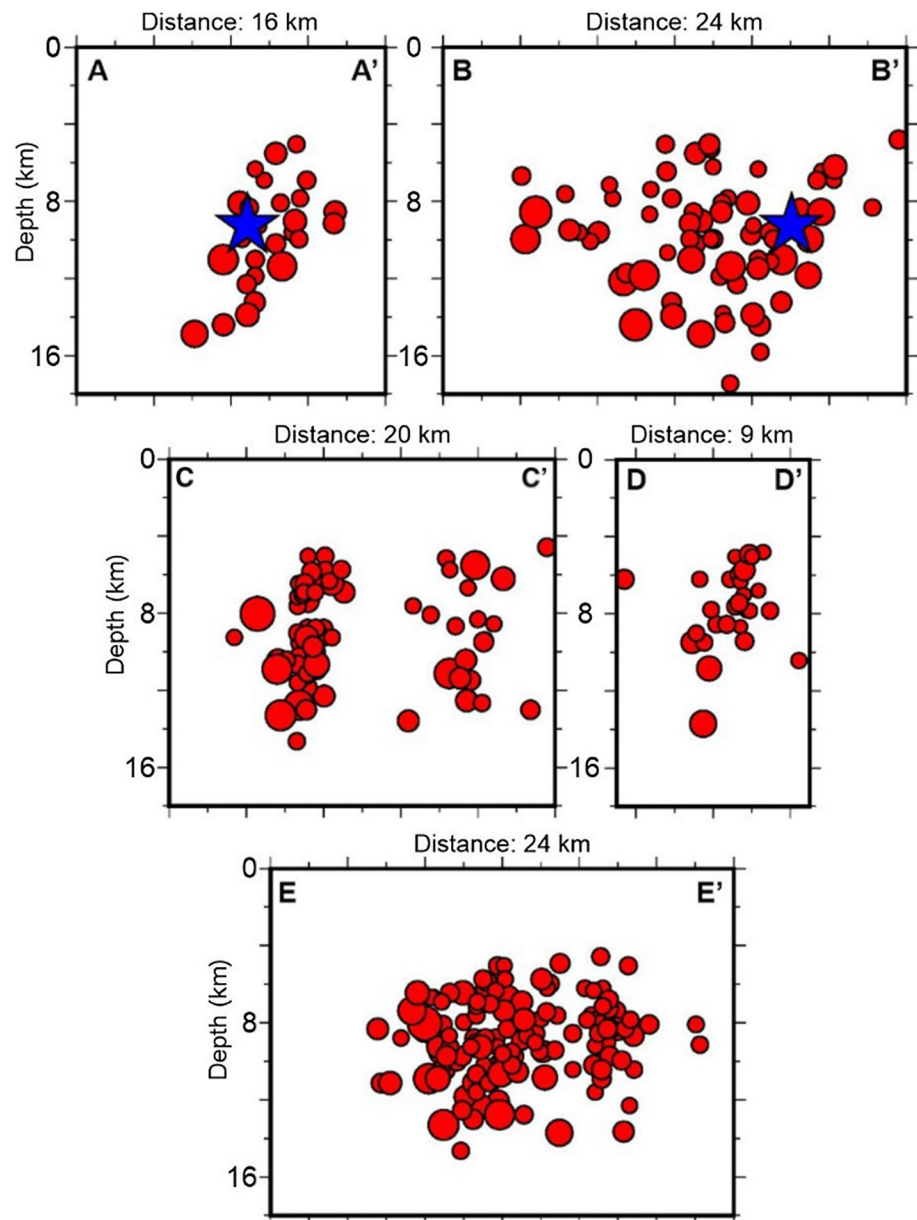 Distance: 16 km
Distance: 24 km
0
0
A
A'
B
B'
Depth (km)
8
8
16
16
Distance: 20 km
Distance: 9 km
0
0
C
C'
D
D'
Depth (km)
8
8
16
16
Distance: 24 km
0
E
E'
Depth (km)
8
16